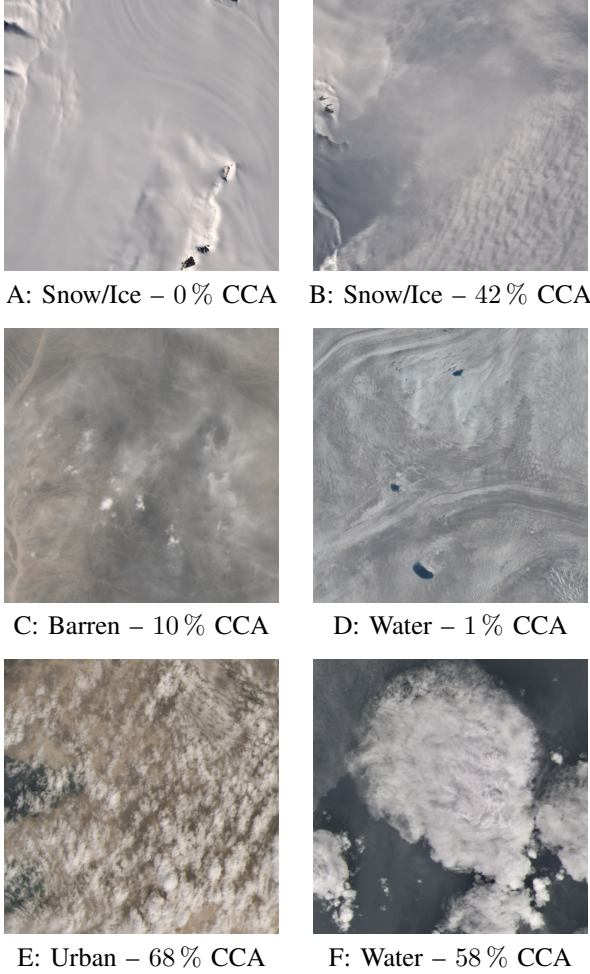 A: Snow/Ice – 0 % CCA
B: Snow/Ice – 42 % CCA
C: Barren – 10 % CCA
D: Water – 1 % CCA
E: Urban – 68 % CCA
F: Water – 58 % CCA